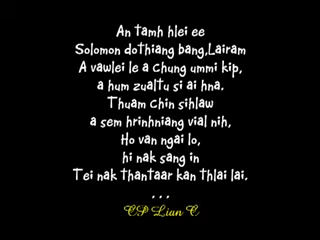 An tamh hlei ee
Solomon dothiang bang,Lairam
A vawlei le a chung ummi kip,
a hum zualtu si ai hna.
Thuam chin sihlaw
a sem hrinhniang vial nih,
Ho van ngai lo,
hi nak sang in
Tei nak thantaar kan thlai lai.
...
CP Lian C